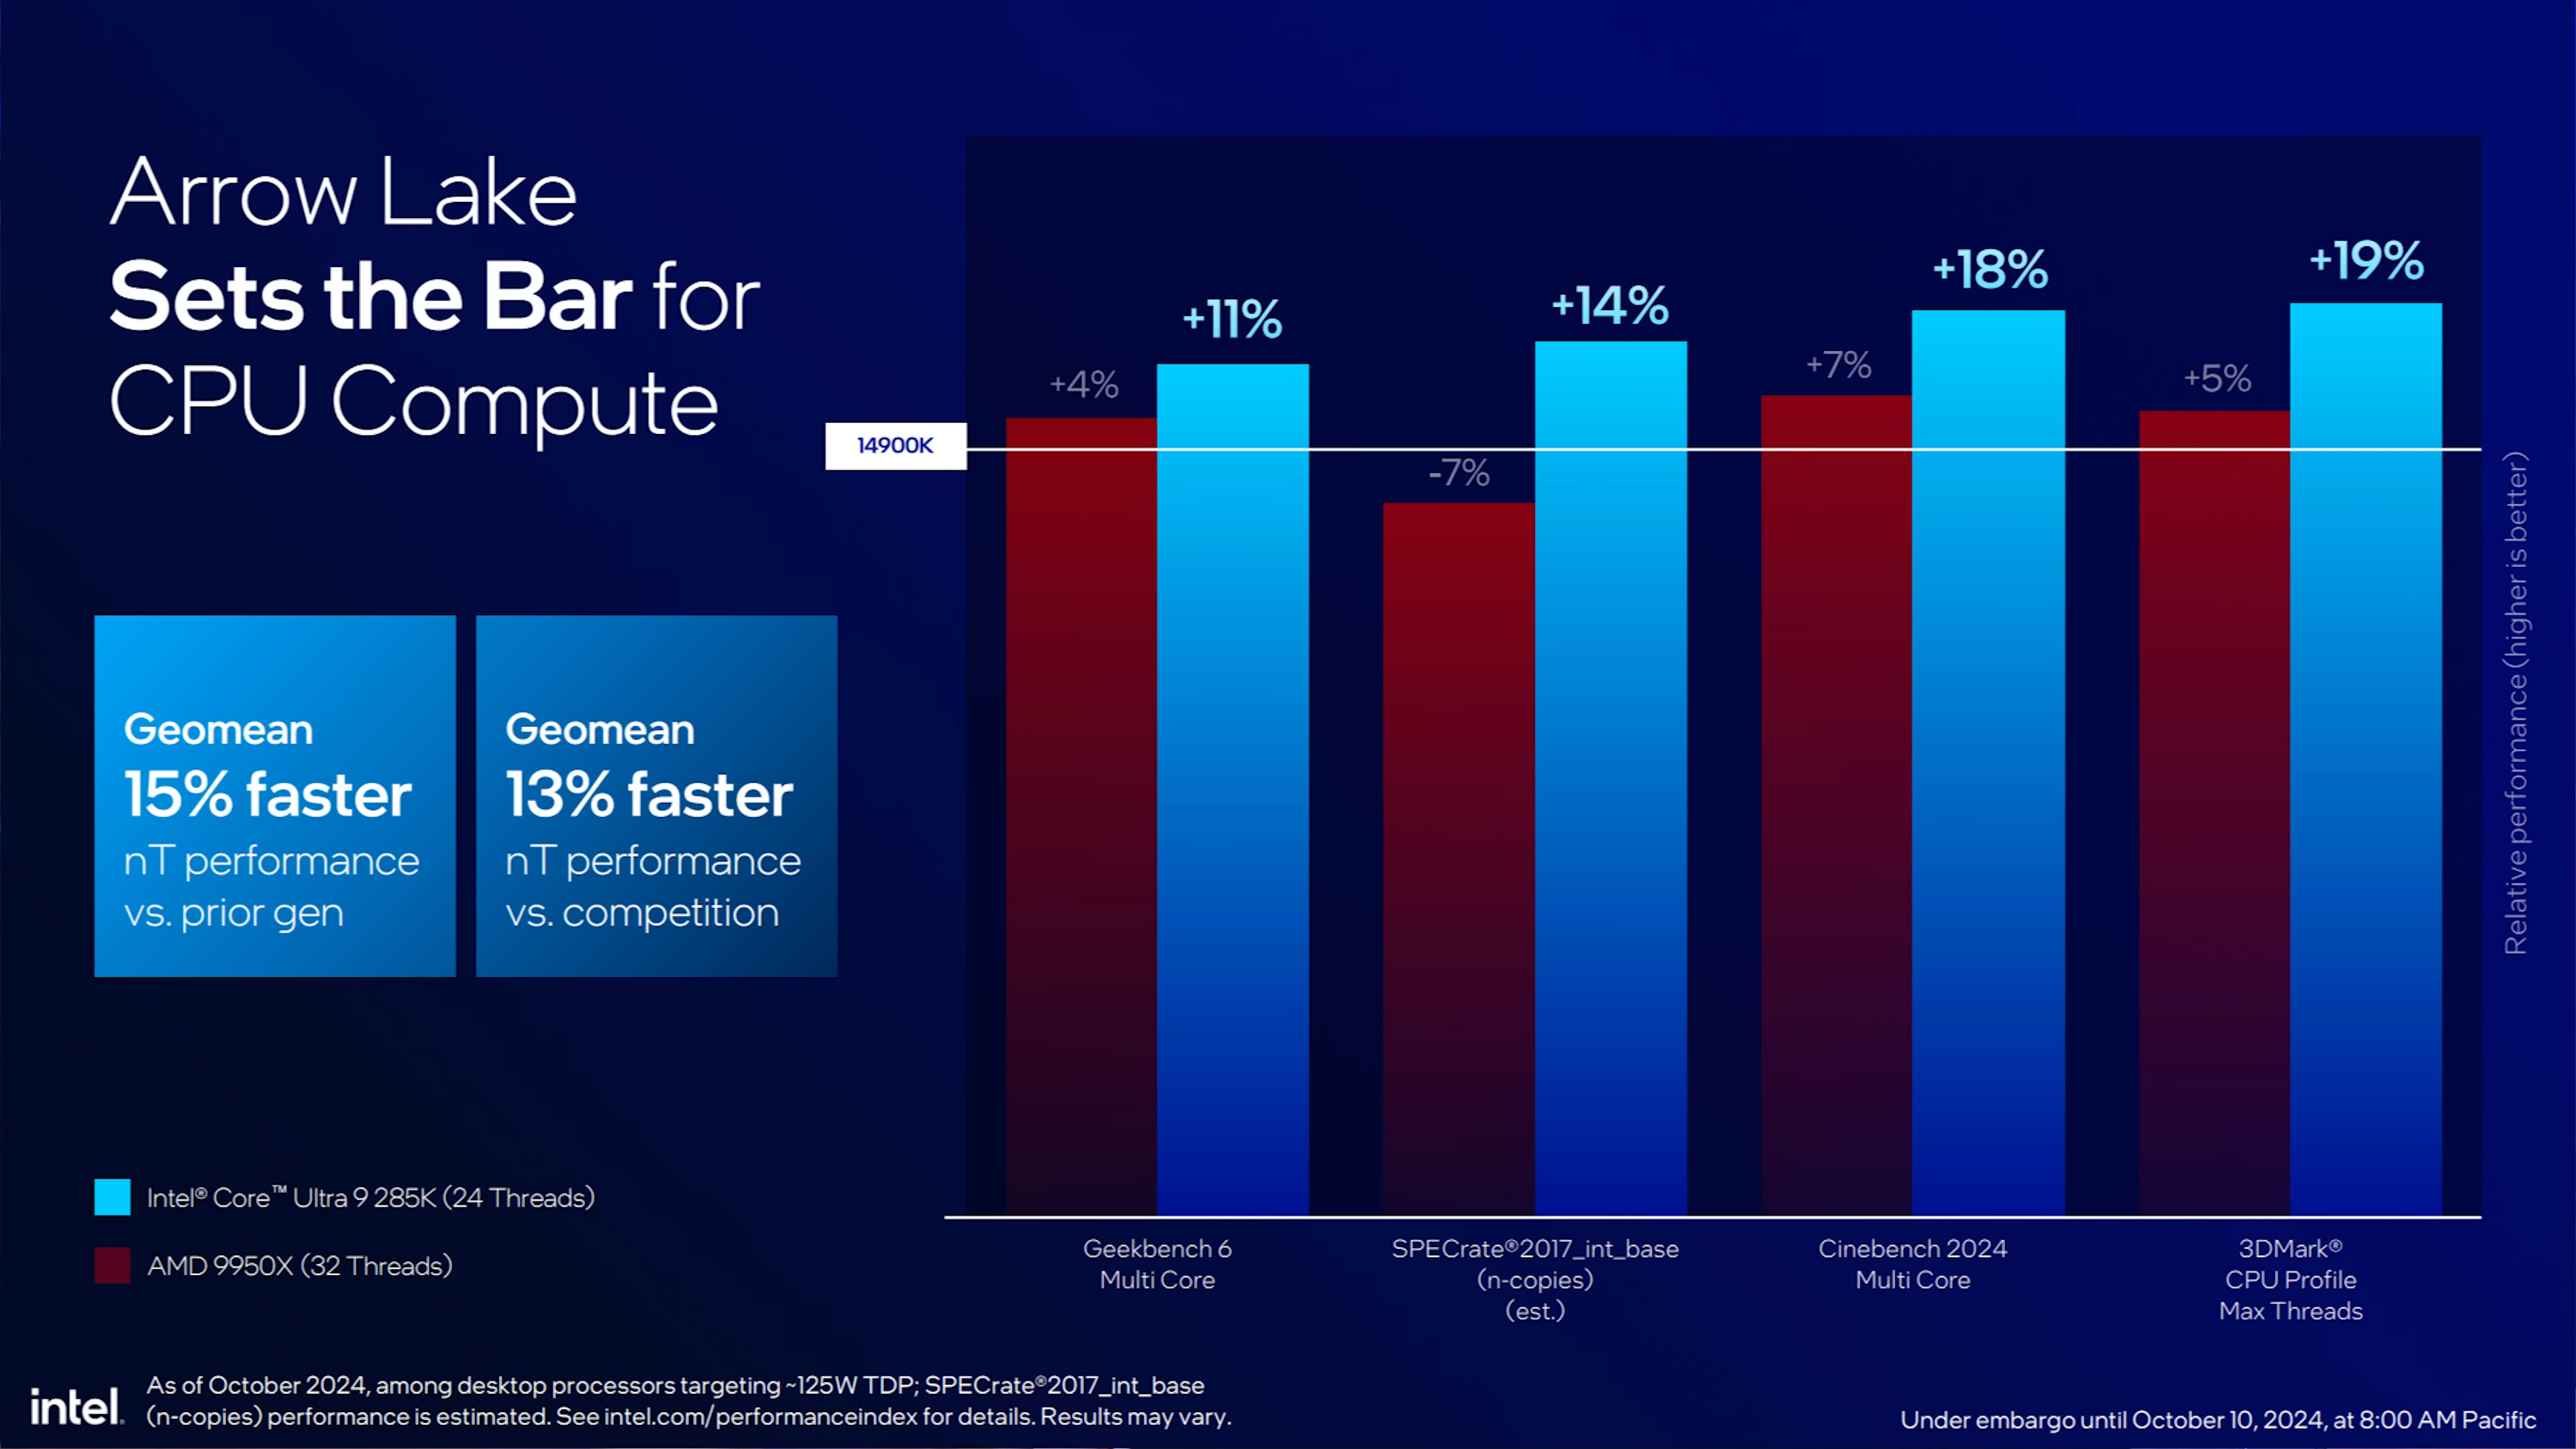 Arrow Lake
Sets the Bar for
CPU Compute
Geomean
15% faster
nT performance
vs. prior gen
Geomean
13% faster
nT performance
vs. competition
Intel® Core™ Ultra 9 285K (24 Threads)
AMD 9950X (32 Threads)
14900K
+4%
+11%
-7%
+14%
+7%
+18%
+5%
+19%
Relative performance (higher is better)
Geekbench 6
Multi Core
SPECrate®2017_int_base
(n-copies)
(est.)
Cinebench 2024
Multi Core
3DMark®
CPU Profile
Max Threads
intel.
As of October 2024, among desktop processors targeting ~125W TDP; SPECrate®2017_int_base
(n-copies) performance is estimated. See intel.com/performanceindex for details. Results may vary.
Under embargo until October 10, 2024, at 8:00 AM Pacific